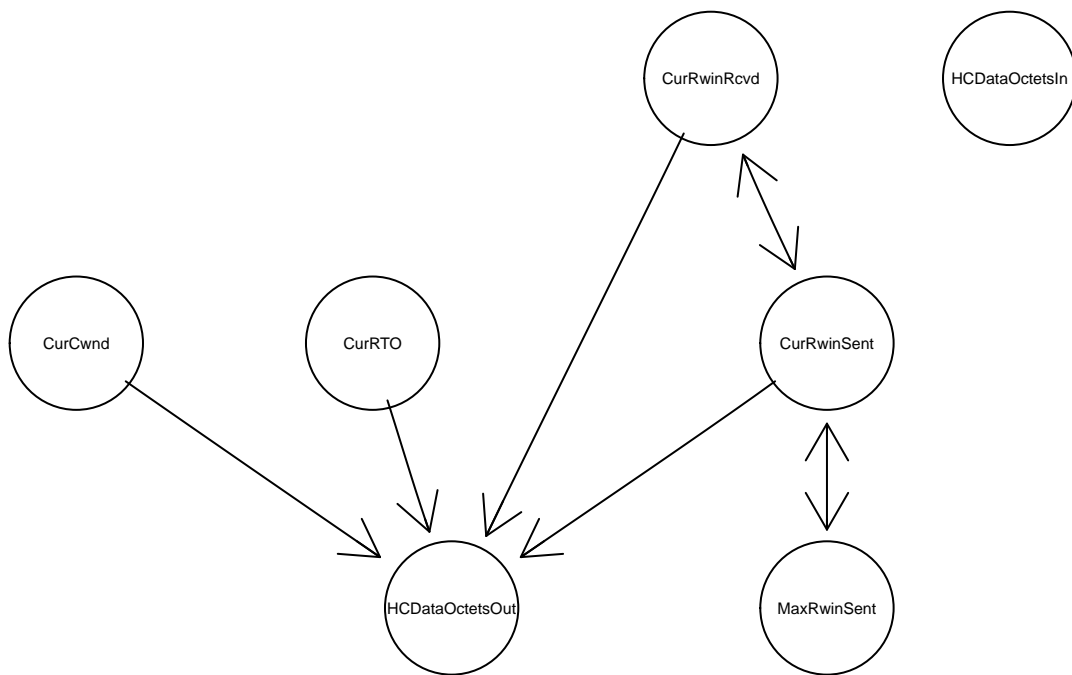 CurRwinRcvd
HCDataOctetsIn
CurCwnd
CurRTO
CurRwinSent
HCDataOctetsOut
MaxRwinSent